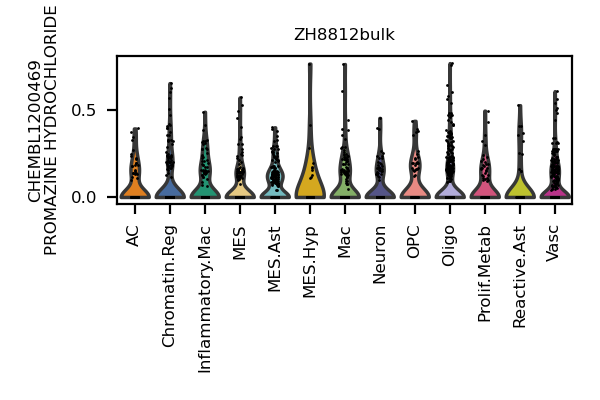 ZH8812bulk
CHEMBL1200469
PROMAZINE HYDROCHLORIDE
0.5
0.0
AC
Chromatin.Reg
Inflammatory.Mac
MES
MES.Ast
MES.Hyp
Mac
Neuron
OPC
Oligo
Prolif.Metab
Reactive.Ast
Vasc